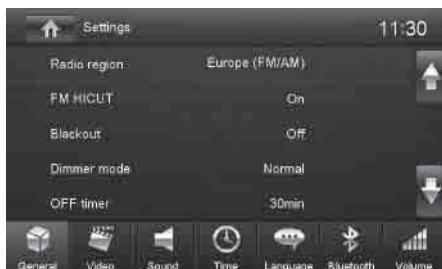 Settings 11:30
Radio region Europe (FM/AM)
FM HICUT On
Blackout Off
Dimmer mode Normal
OFF timer 30min
General Video Sound Time Language Bluetooth Volume